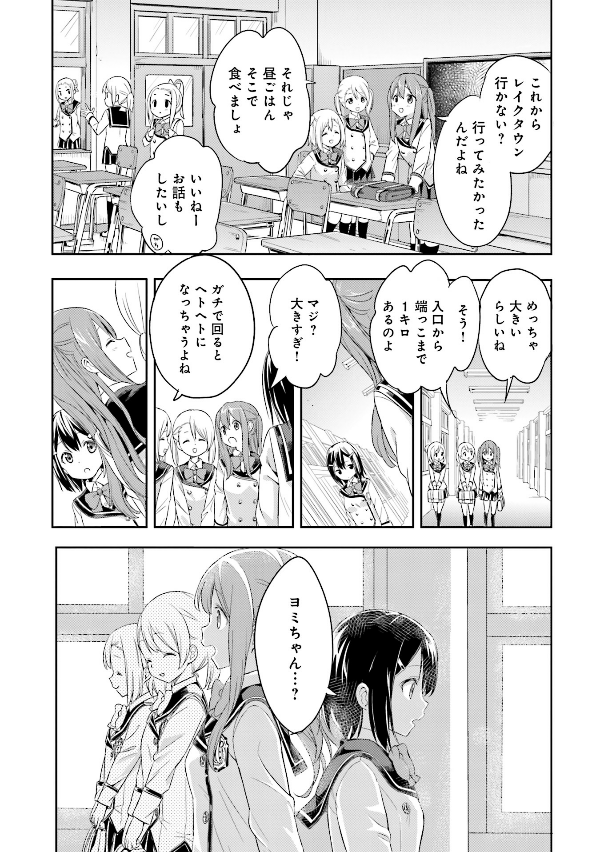 これから
レイクタウン
行かない?
行ってみたかった
んだよね
それじゃ
昼ごはん
そこで
食べましょ
いいねー
お話も
したいし
めっちゃ
大きい
らしいね
そう!
入口から
端っこまで
1キロ
あるのよ
マジ?
大きすぎ!
ガチで回ると
ヘトヘトに
なっちゃうよね
ヨミちゃん…?